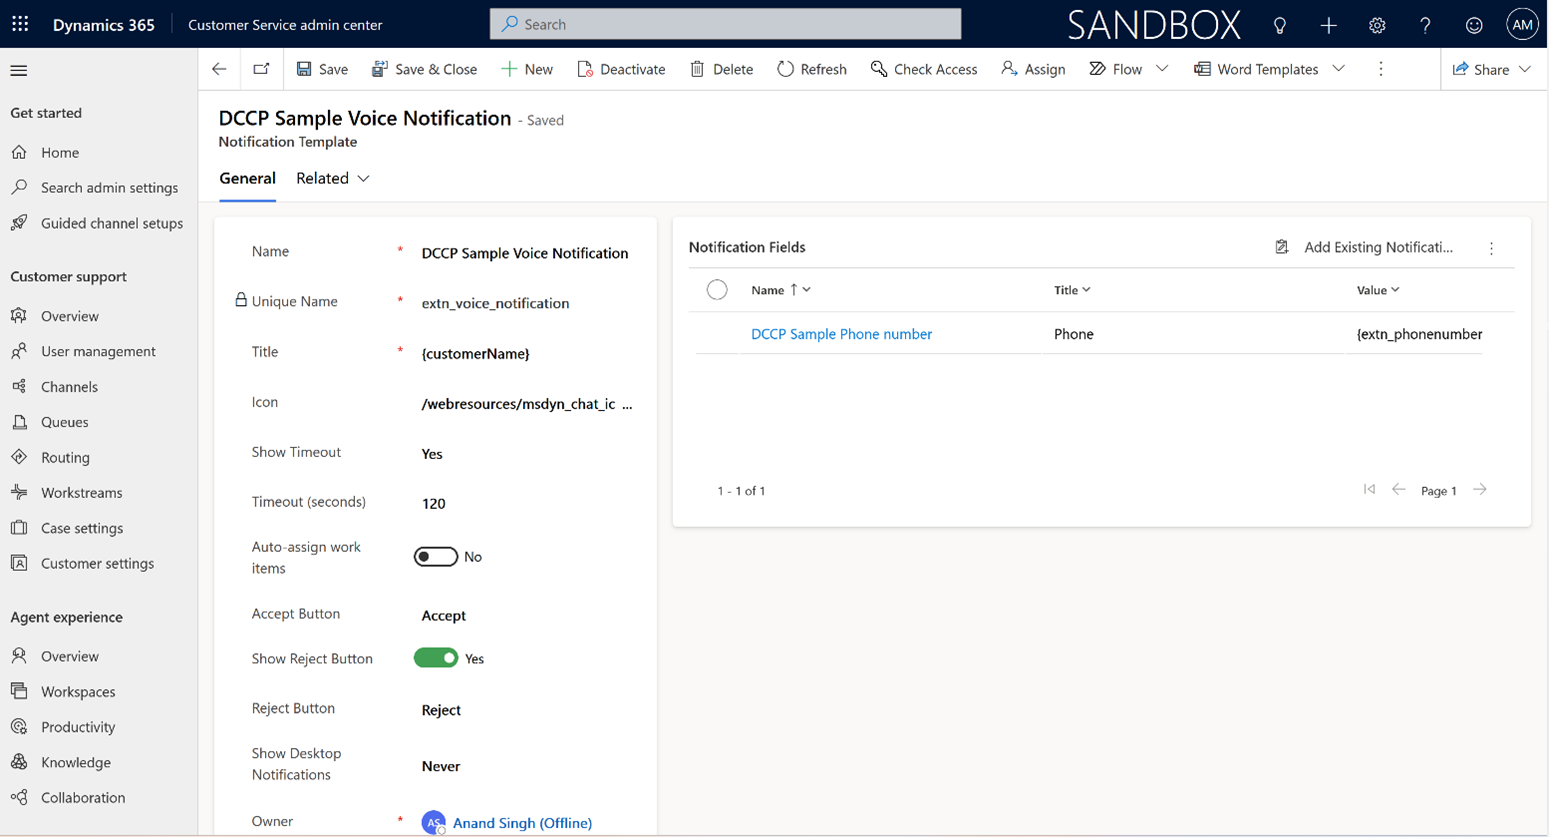 Dynamics 365
Customer Service admin center
Search
SANDBOX
AM
Save
Save & Close
New
Deactivate
Delete
Refresh
Check Access
Assign
Flow
Word Templates
Share
Get started
Home
Search admin settings
Guided channel setups
Customer support
Overview
User management
Channels
Queues
Routing
Workstreams
Case settings
Customer settings
Agent experience
Overview
Workspaces
Productivity
Knowledge
Collaboration
DCCP Sample Voice Notification - Saved
Notification Template
General
Related
Name * DCCP Sample Voice Notification
Unique Name * extn_voice_notification
Title * {customerName}
Icon /webresources/msdyn_chat_ic ...
Show Timeout Yes
Timeout (seconds) 120
Auto-assign work
items
No
Accept Button Accept
Show Reject Button Yes
Reject Button Reject
Show Desktop
Notifications
Never
Owner * AS Anand Singh (Offline)
Notification Fields
Add Existing Notificati...
Name Title Value
DCCP Sample Phone number Phone {extn_phonenumber
1 - 1 of 1
Page 1